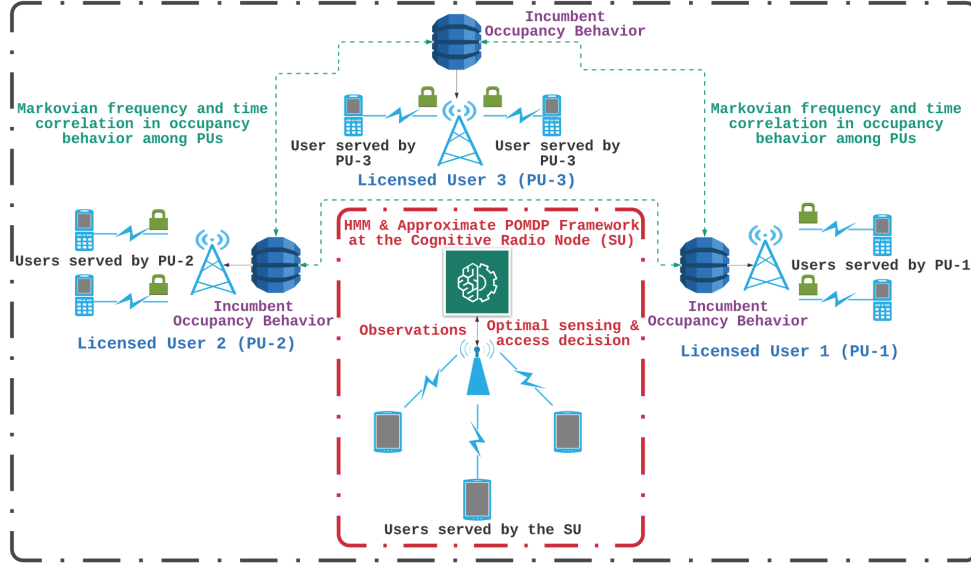 Incumbent
Occupancy Behavior
Markovian frequency and time
correlation in occupancy
behavior among PUs
Markovian frequency and time
correlation in occupancy
behavior among PUs
User served by
PU-3
User served by
PU-3
Licensed User 3 (PU-3)
HMM & Approximate POMDP Framework
at the Cognitive Radio Node (SU)
Users served by PU-2
Users served by PU-1
Incumbent
Occupancy Behavior
Incumbent
Occupancy Behavior
Observations
Optimal sensing &
access decision
Licensed User 2 (PU-2)
Licensed User 1 (PU-1)
Users served by the SU